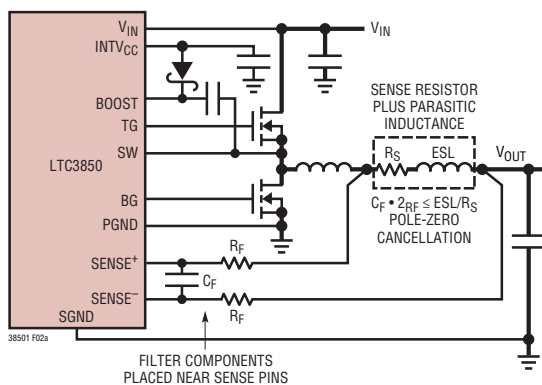 VIN
INTVCC
BOOST
TG
SW
LTC3850
BG
PGND
SENSE+
SENSE–
SGND
38501 F02a
VIN
SENSE RESISTOR
PLUS PARASITIC
INDUCTANCE
RS
ESL
VOUT
CF • 2RF ≤ ESL/RS
POLE-ZERO
CANCELLATION
RF
CF
RF
FILTER COMPONENTS
PLACED NEAR SENSE PINS